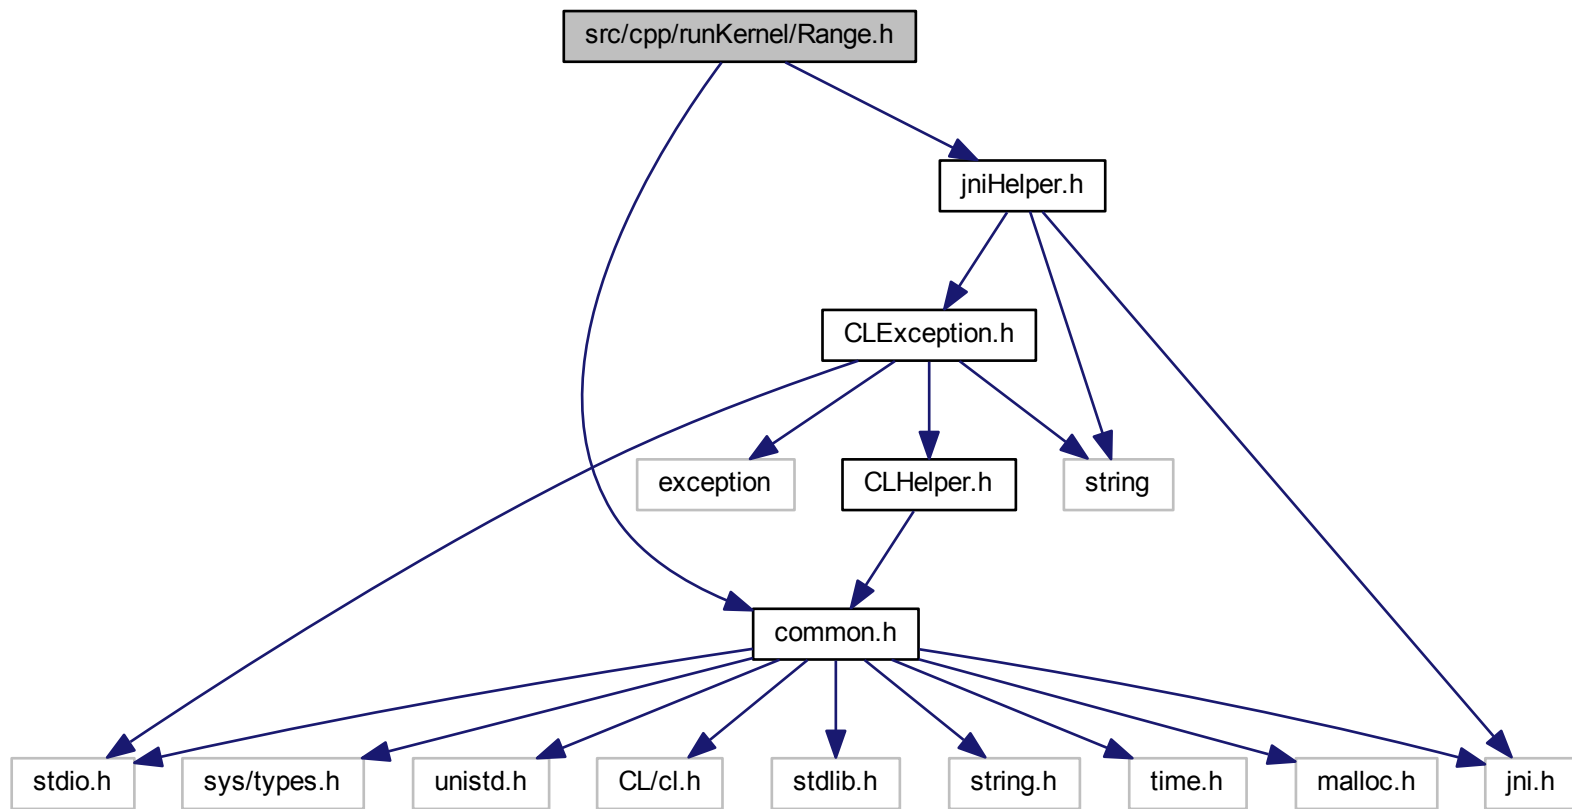 src/cpp/runKernel/Range.h
jniHelper.h
CLException.h
exception
CLHelper.h
string
common.h
stdio.h
sys/types.h
unistd.h
CL/cl.h
stdlib.h
string.h
time.h
malloc.h
jni.h